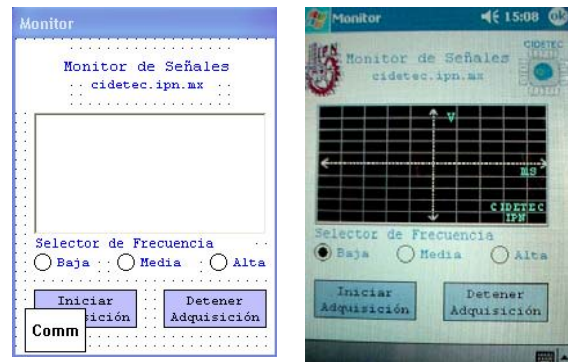 Monitor
Monitor de Señales
cidetec.ipn.mx
Selector de Frecuencia
Baja Media Alta
Iniciar
sición
Detener
Adquisición
Comm
Monitor 15:08 ok
CIDETEC
IPN
Monitor de Señales
cidetec.ipn.mx
V
MS
CIDETEC
IPN
Selector de Frecuencia
Baja Media Alta
Iniciar
Adquisición
Detener
Adquisición